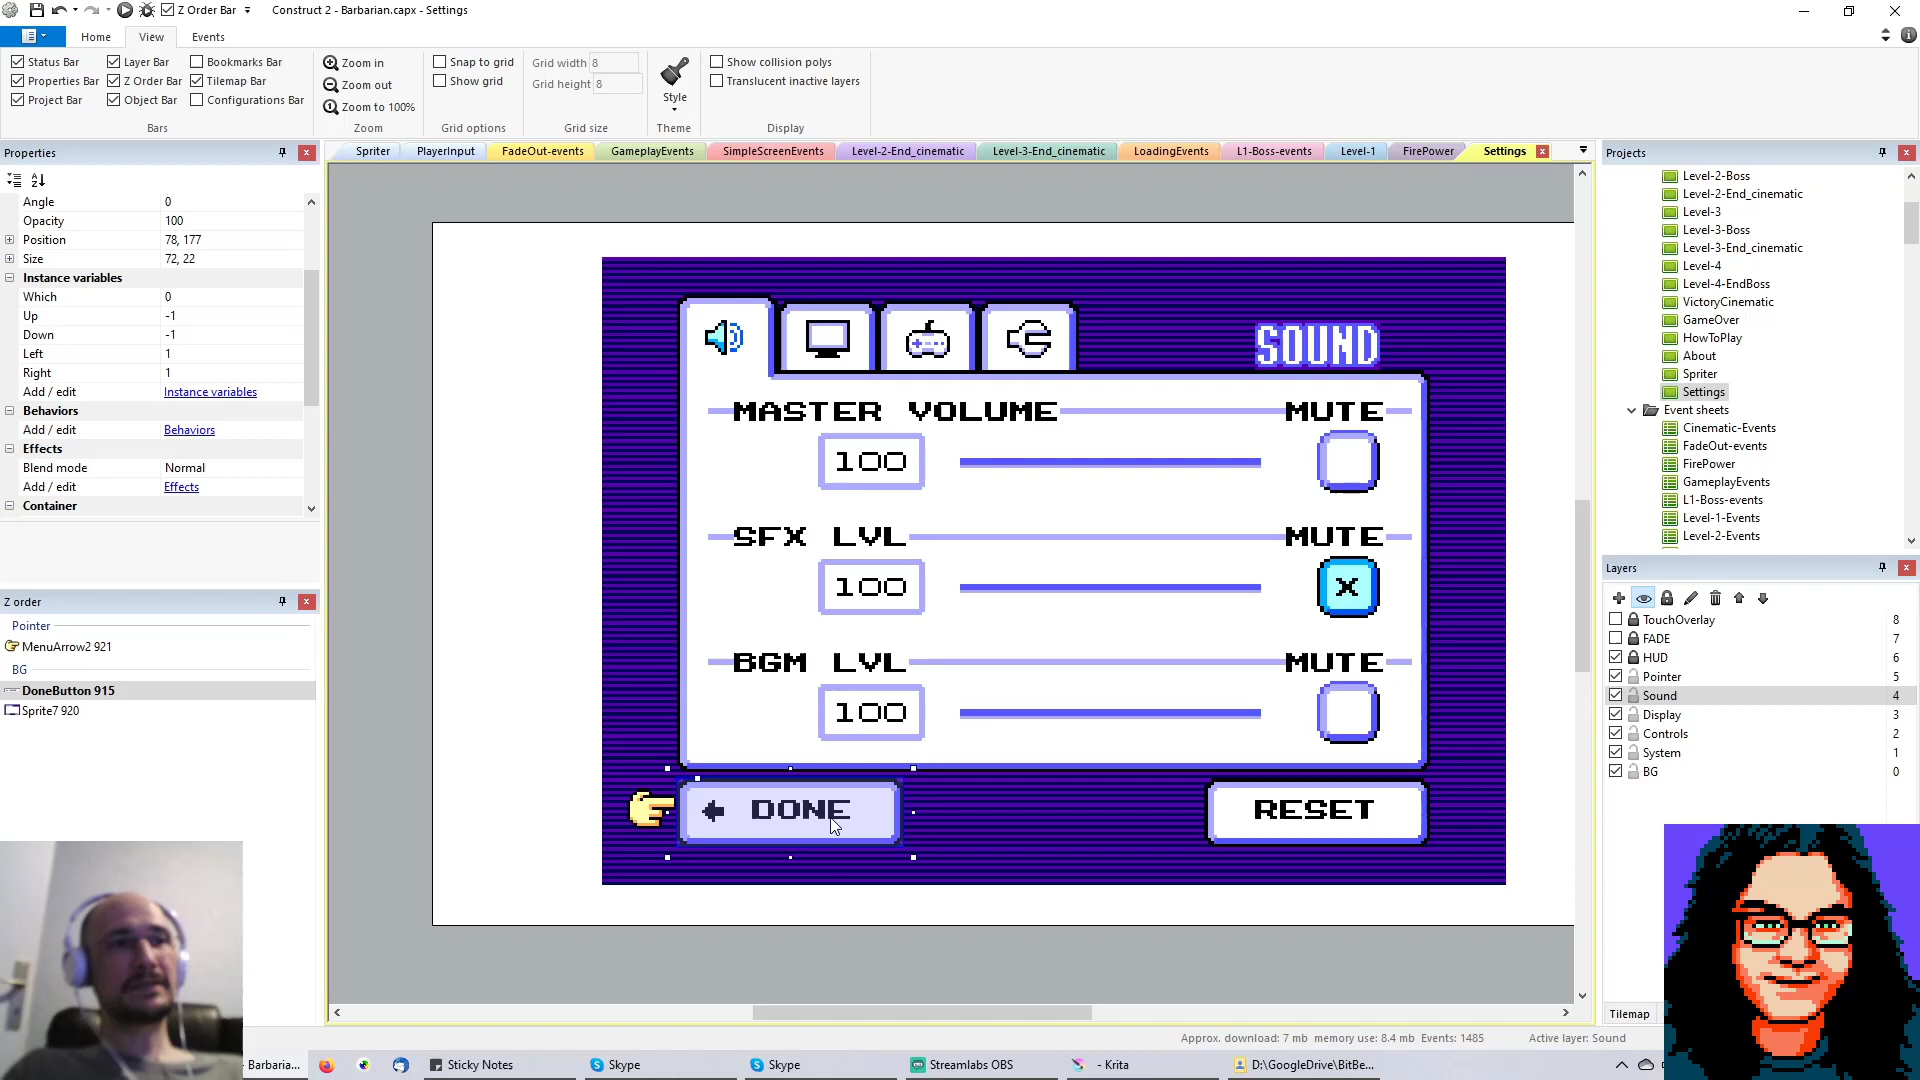 Z Order Bar
Construct 2 - Barbarian.capx - Settings
Home
View
Events
Status Bar
Layer Bar
Bookmarks Bar
Properties Bar
Z Order Bar
Tilemap Bar
Project Bar
Object Bar
Configurations Bar
Bars
Zoom in
Zoom out
Zoom to 100%
Zoom
Snap to grid
Show grid
Grid options
Grid width 8
Grid height 8
Grid size
Style
Theme
Show collision polys
Translucent inactive layers
Display
Spriter
PlayerInput
FadeOut-events
GameplayEvents
SimpleScreenEvents
Level-2-End_cinematic
Level-3-End_cinematic
LoadingEvents
L1-Boss-events
Level-1
FirePower
Settings
Properties
Angle 0
Opacity 100
Position 78, 177
Size 72, 22
Instance variables
Which 0
Up -1
Down -1
Left 1
Right 1
Add / edit Instance variables
Behaviors
Add / edit Behaviors
Effects
Blend mode Normal
Add / edit Effects
Container
Z order
Pointer
MenuArrow2 921
BG
DoneButton 915
Sprite7 920
SOUND
MASTER VOLUME MUTE
100
SFX LVL MUTE
100 X
BGM LVL MUTE
100
DONE
RESET
Projects
Level-2-Boss
Level-2-End_cinematic
Level-3
Level-3-Boss
Level-3-End_cinematic
Level-4
Level-4-EndBoss
VictoryCinematic
GameOver
HowToPlay
About
Spriter
Settings
Event sheets
Cinematic-Events
FadeOut-events
FirePower
GameplayEvents
L1-Boss-events
Level-1-Events
Level-2-Events
Layers
TouchOverlay 8
FADE 7
HUD 6
Pointer 5
Sound 4
Display 3
Controls 2
System 1
BG 0
Tilemap
Approx. download: 7 mb memory use: 8.4 mb Events: 1485 Active layer: Sound
Barbarian...
Sticky Notes
Skype
Skype
Streamlabs OBS
- Krita
D:\GoogleDrive\BitBe...